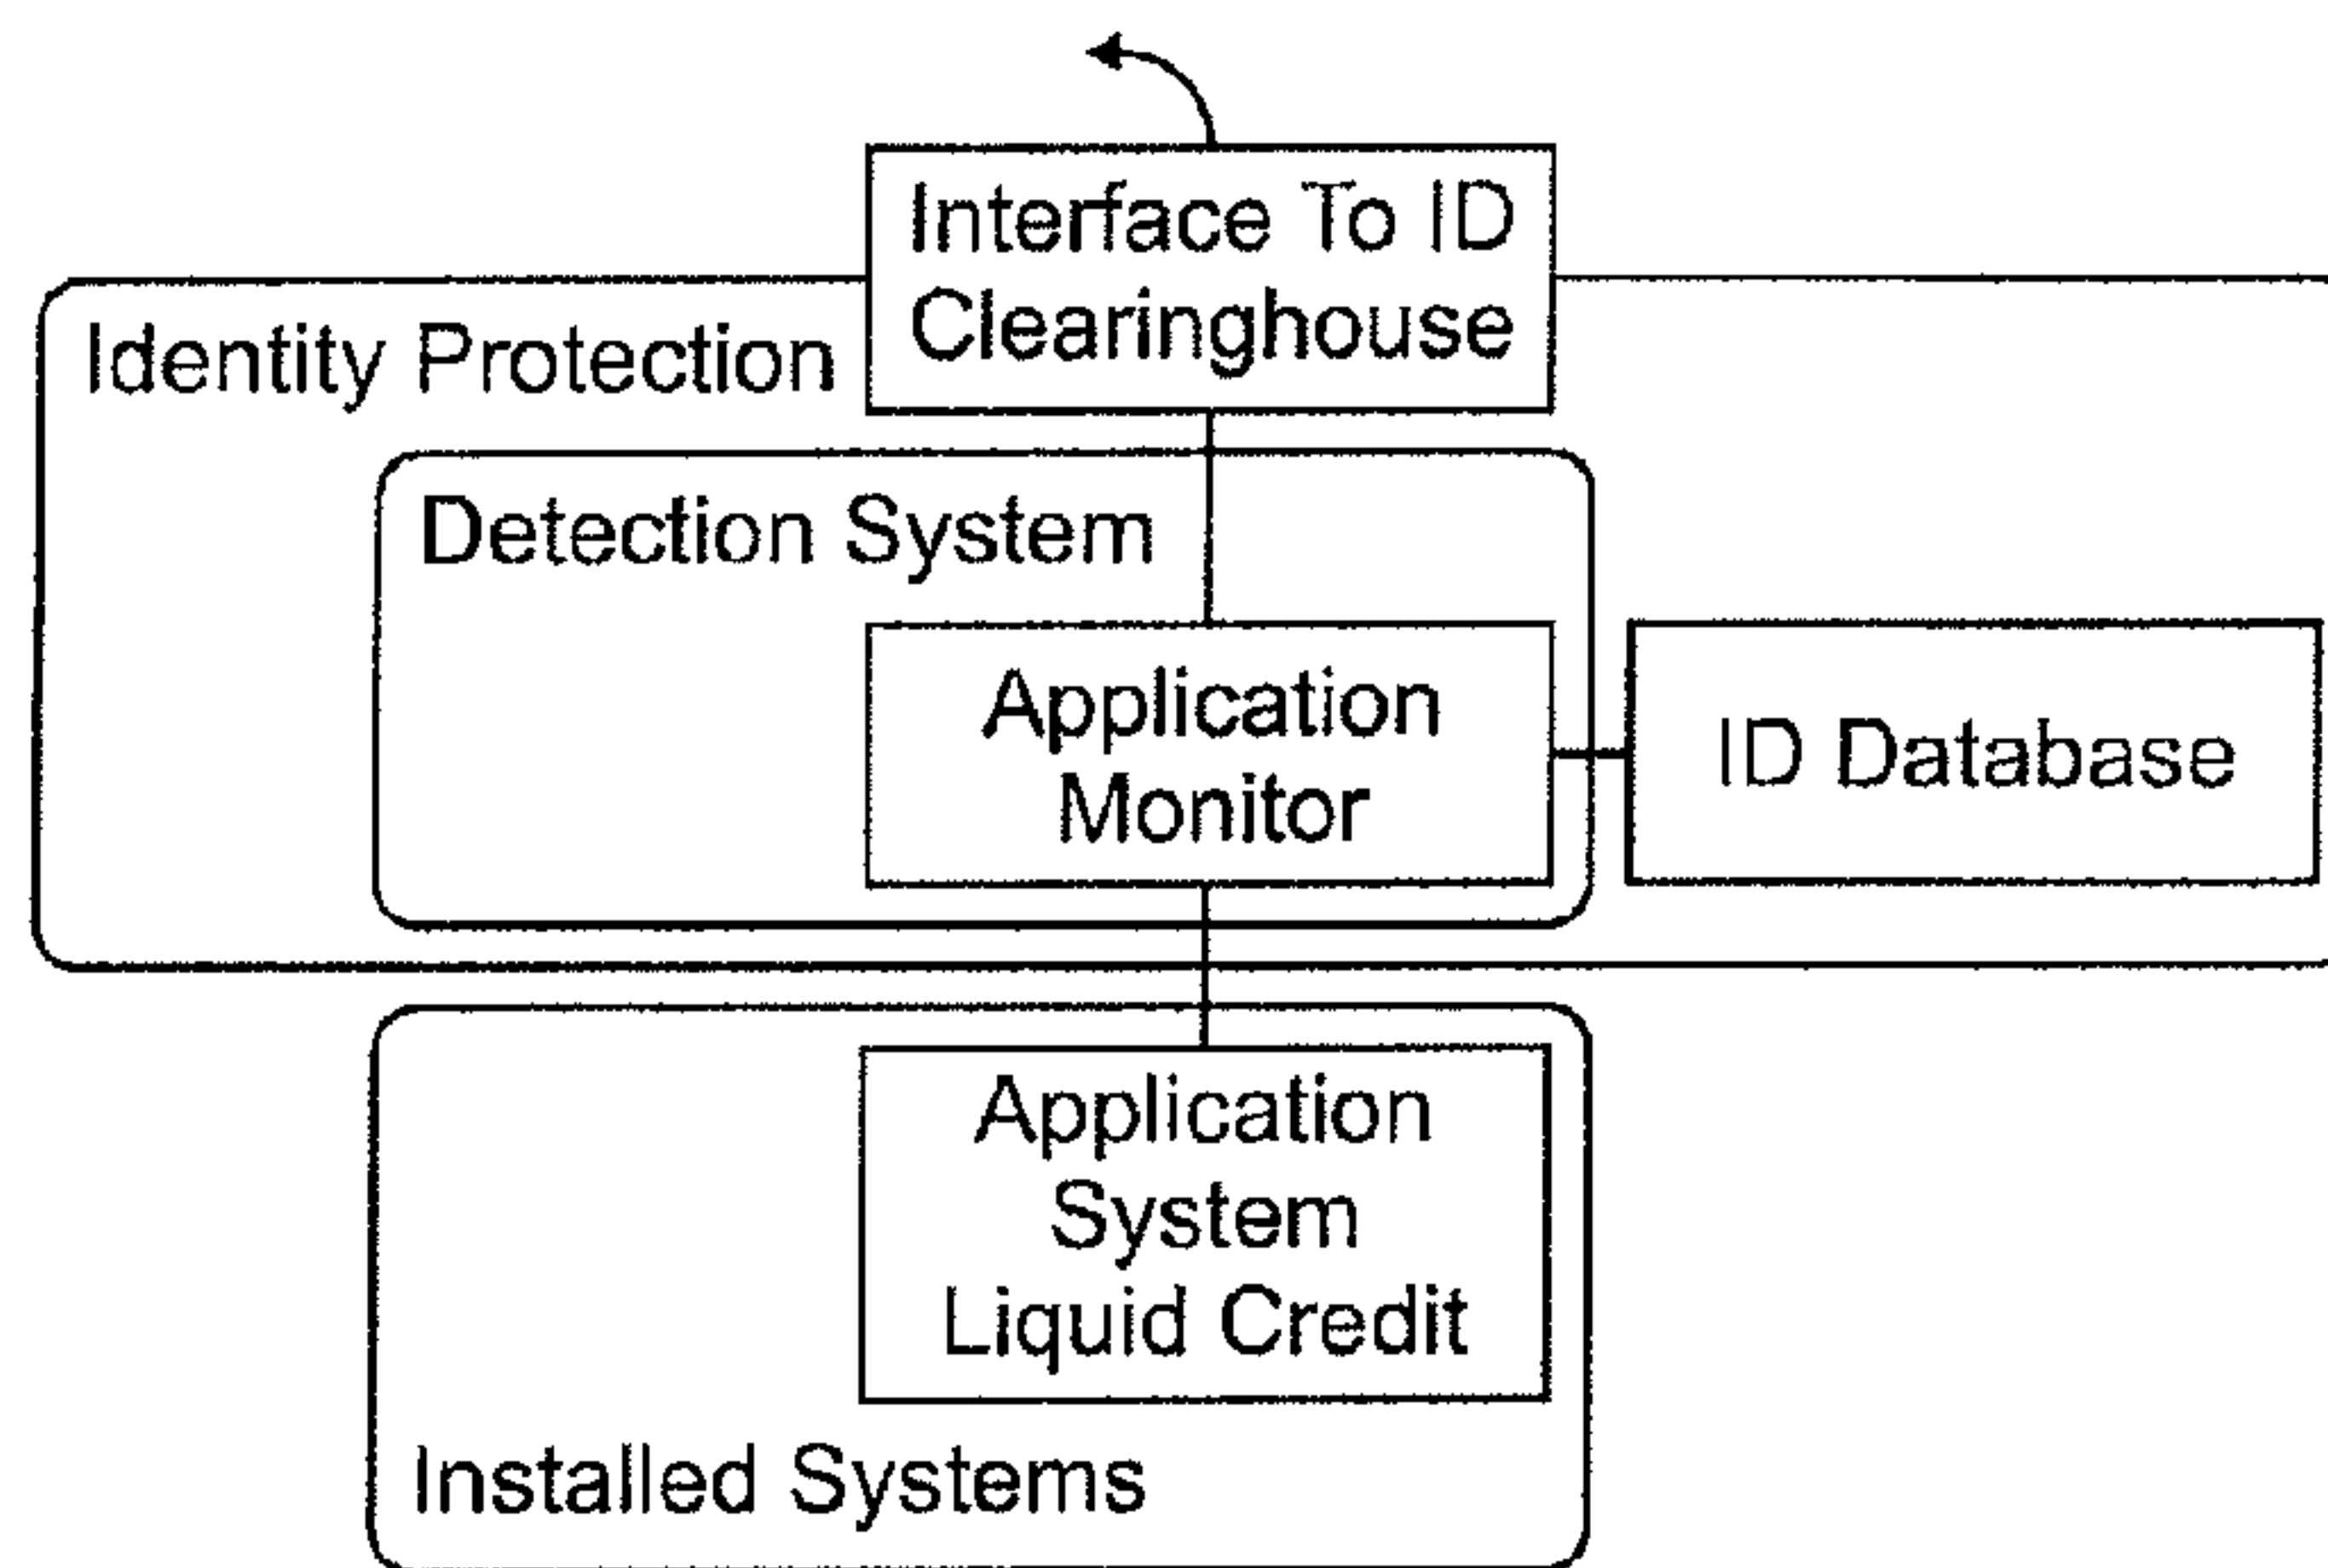 Interface To ID
Clearinghouse
Identity Protection
Detection System
Application
Monitor
ID Database
Application
System
Liquid Credit
Installed Systems